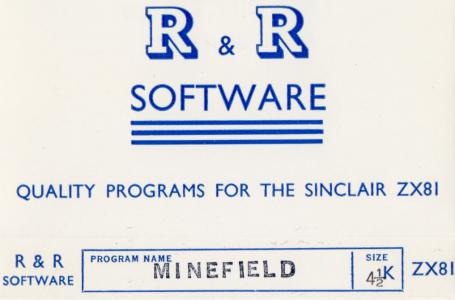 R & R
SOFTWARE
QUALITY PROGRAMS FOR THE SINCLAIR ZX81
R & R
SOFTWARE
PROGRAM NAME
MINEFIELD
SIZE
4½K
ZX81